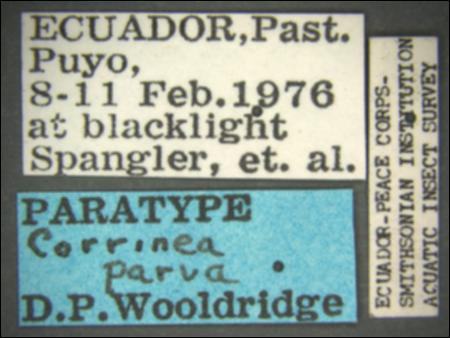 ECUADOR,Past.
Puyo,
8-11 Feb.1976
at blacklight
Spangler, et. al.
PARATYPE
Corrinea
parva
D.P.Wooldridge
ECUADOR-PEACE CORPS-
SMITHSONIAN INSTITUTION
AQUATIC INSECT SURVEY